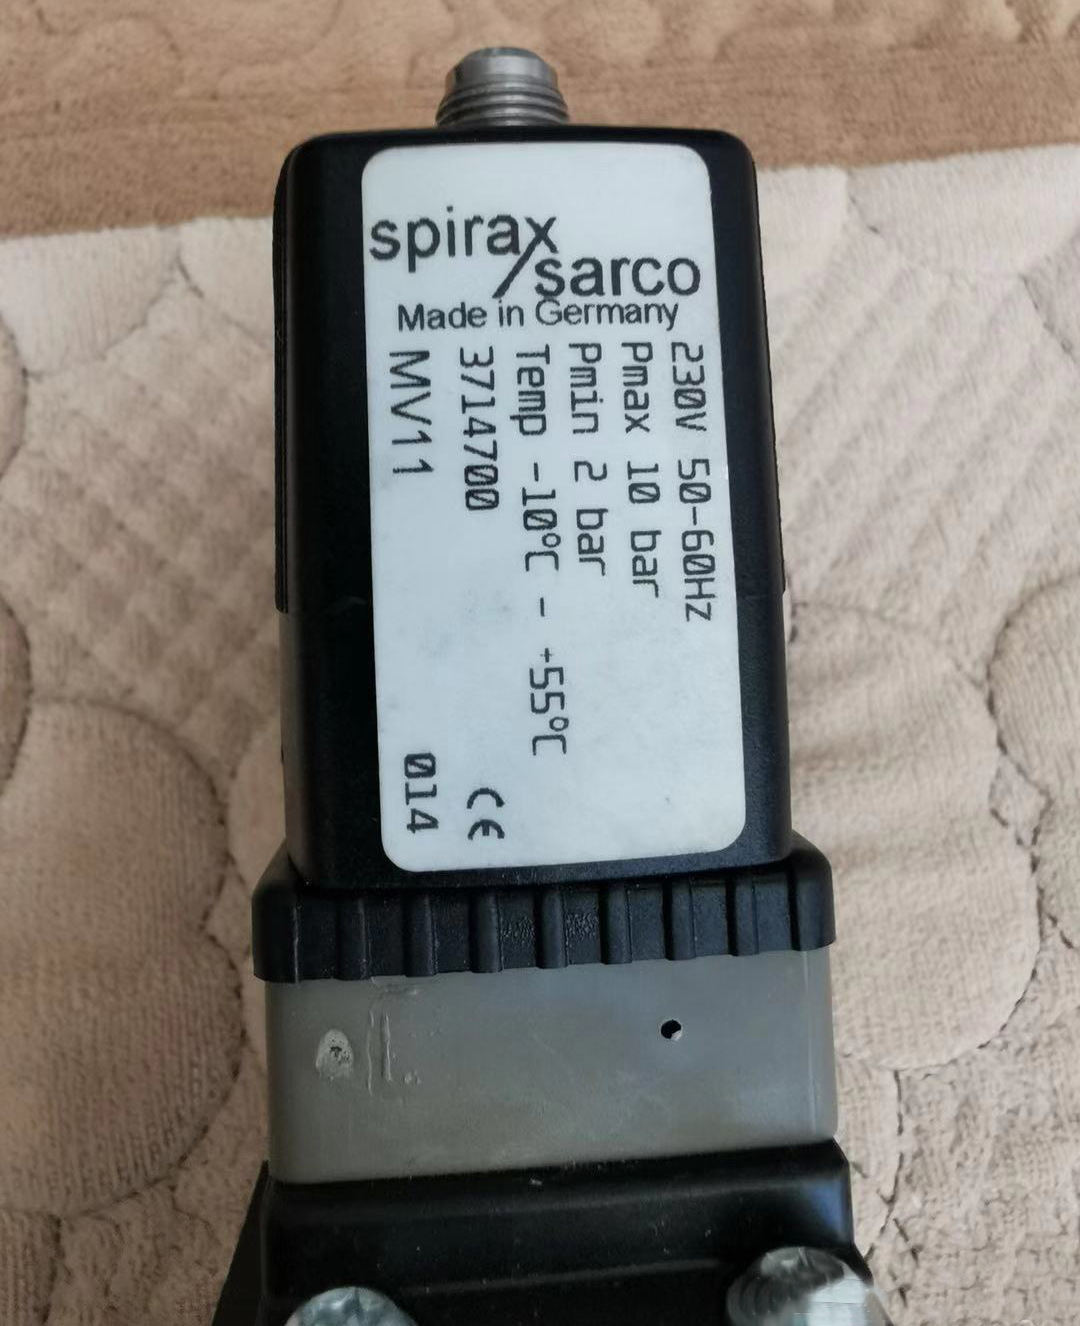 spirax
sarco
Made in Germany
230V 50-60Hz
Pmax 10 bar
Pmin 2 bar
Temp -10°C - +55°C
3714700 CE
MV11 014